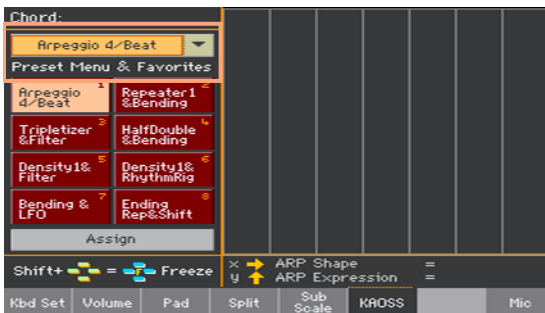 Chord:
Arpeggio 4/Beat
Preset Menu & Favorites
Arpeggio 1
4/Beat
Repeater1 2
&Bending
Tripletizer 3
&Filter
HalfDouble 4
&Bending
Density1& 5
Filter
Density1& 6
RhythmRig
Bending & 7
LFO
Ending 8
Rep&Shift
Assign
Shift+ = F Freeze
x ARP Shape =
y ARP Expression =
Kbd Set Volume Pad Split Sub Scale KAOSS Mic